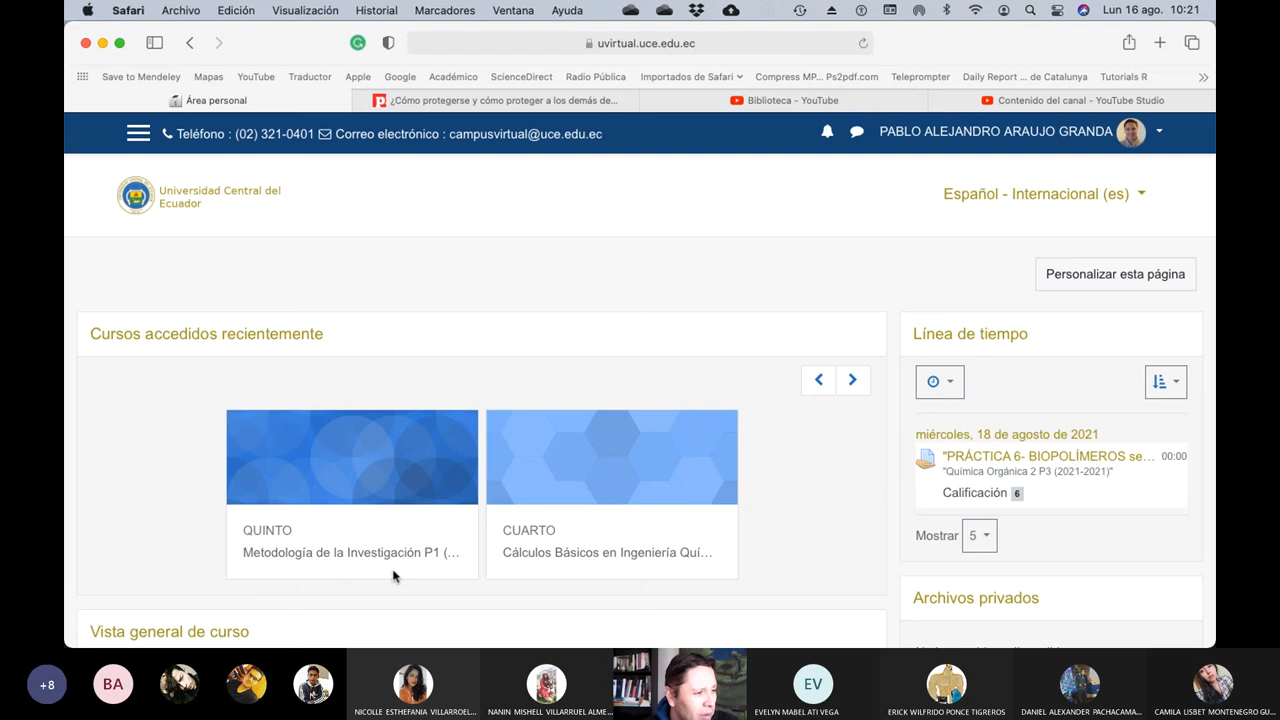 Safari Archivo Edición Visualización Historial Marcadores Ventana Ayuda Lun 16 ago. 10:21
uvirtual.uce.edu.ec
Save to Mendeley Mapas YouTube Traductor Apple Google Académico ScienceDirect Radio Pública Importados de Safari Compress MP... Ps2pdf.com Teleprompter Daily Report ... de Catalunya Tutorials R
Área personal ¿Cómo protegerse y cómo proteger a los demás de... Biblioteca - YouTube Contenido del canal - YouTube Studio
Teléfono : (02) 321-0401 Correo electrónico : campusvirtual@uce.edu.ec PABLO ALEJANDRO ARAUJO GRANDA
Universidad Central del
Ecuador
Español - Internacional (es)
Personalizar esta página
Cursos accedidos recientemente
QUINTO
Metodología de la Investigación P1 (...
CUARTO
Cálculos Básicos en Ingeniería Quí...
Vista general de curso
Línea de tiempo
miércoles, 18 de agosto de 2021
"PRÁCTICA 6- BIOPOLÍMEROS se... 00:00
"Química Orgánica 2 P3 (2021-2021)"
Calificación 6
Mostrar 5
Archivos privados
+8 BA EV
NICOLLE ESTHEFANIA VILLARROEL... NANIN MISHELL VILLARRUEL ALME... EVELYN MABEL ATI VEGA ERICK WILFRIDO PONCE TIGREROS DANIEL ALEXANDER PACHACAMA... CAMILA LISBET MONTENEGRO GU...